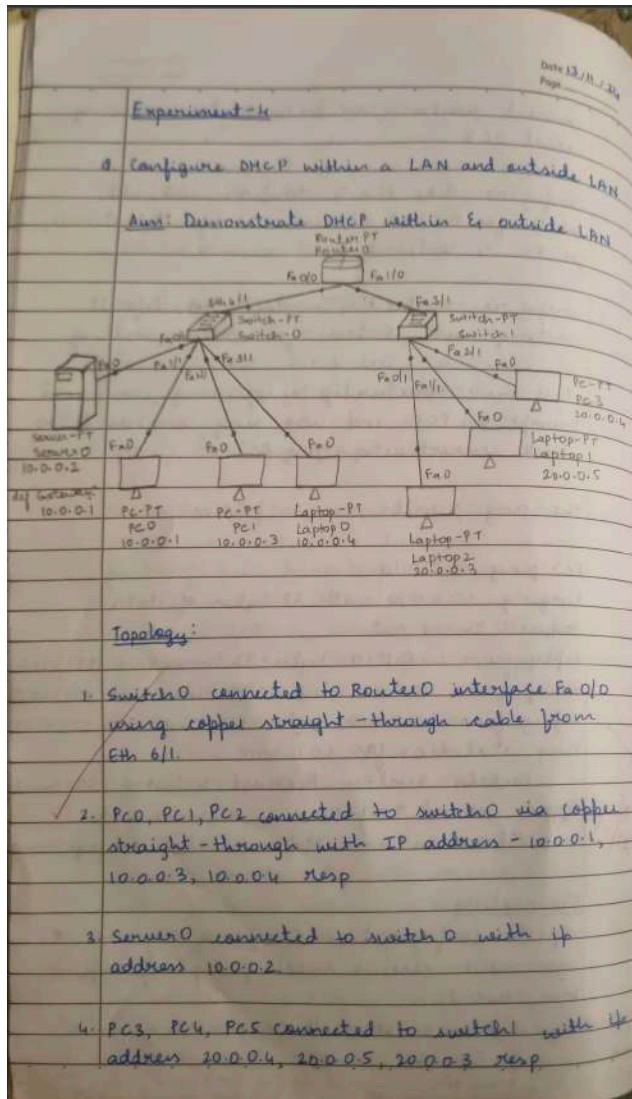 Date 13/11/24
Page
Experiment-4
Q Configure DHCP within a LAN and outside LAN
Aim: Demonstrate DHCP within & outside LAN
Router-PT
Router0
Fa0/0 Fa1/0
Eth 6/1 Fa3/1
Switch-PT
Switch-0
Switch-PT
Switch1
Fa0/1 Fa1/1 Fa2/1 Fa3/1
Fa0/1 Fa1/1 Fa2/1
Fa0
Server-PT
Server0
10.0.0.2
def Gateway:
10.0.0.1
Fa0
PC-PT
PC0
10.0.0.1
Fa0
PC-PT
PC1
10.0.0.3
Fa0
Laptop-PT
Laptop0
10.0.0.4
Fa0
Laptop-PT
Laptop2
20.0.0.3
Fa0
Laptop-PT
Laptop1
20.0.0.5
Fa0
PC-PT
PC3
20.0.0.4
Topology:
1. Switch0 connected to Router0 interface Fa0/0
using copper straight-through cable from
Eth 6/1.
2. PC0, PC1, PC2 connected to switch0 via copper
straight-through with IP address - 10.0.0.1,
10.0.0.3, 10.0.0.4 resp
3. Server0 connected to switch0 with ip
address 10.0.0.2.
4. PC3, PC4, PC5 connected to switch1 with ip
address 20.0.0.4, 20.0.0.5, 20.0.0.3 resp